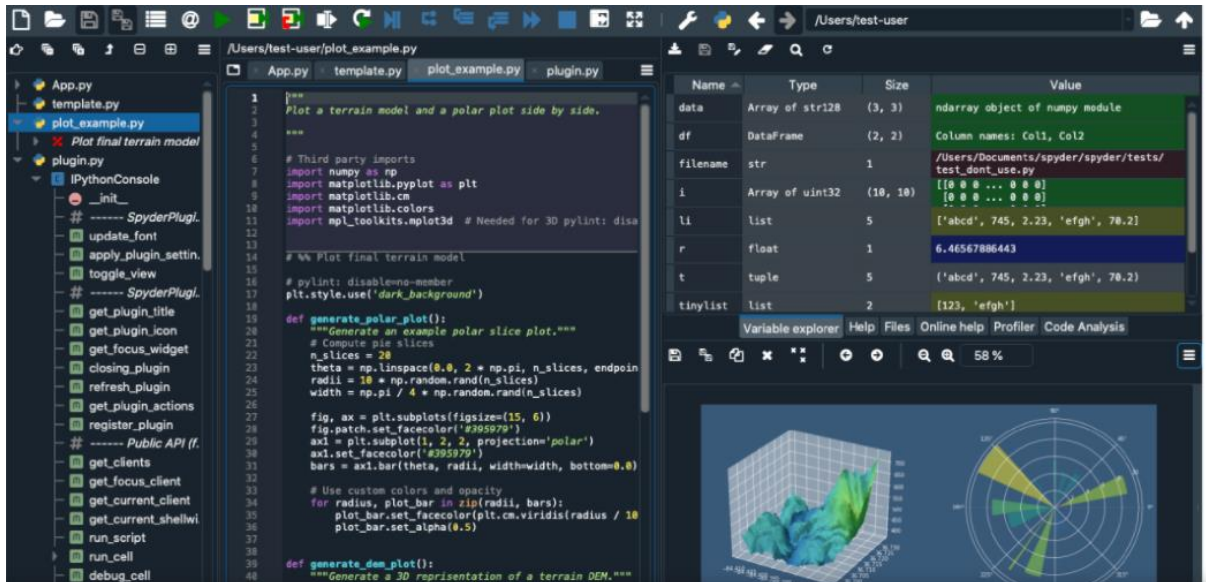 /Users/test-user
/Users/test-user/plot_example.py
App.py
template.py
plot_example.py
plugin.py
App.py
template.py
plot_example.py
Plot final terrain model
plugin.py
IPythonConsole
__init__
# ------ SpyderPlugi..
update_font
apply_plugin_settin.
toggle_view
# ------ SpyderPlugi..
get_plugin_title
get_plugin_icon
get_focus_widget
closing_plugin
refresh_plugin
get_plugin_actions
register_plugin
# ------ Public API (f.
get_clients
get_focus_client
get_current_client
get_current_shellwi.
run_script
run_cell
debug_cell
1 """
2 Plot a terrain model and a polar plot side by side.
3
4 """
5
6 # Third party imports
7 import numpy as np
8 import matplotlib.pyplot as plt
9 import matplotlib.cm
10 import matplotlib.colors
11 import mpl_toolkits.mplot3d # Needed for 3D pylint: disa
12
13
14 # %% Plot final terrain model
15
16 # pylint: disable=no-member
17 plt.style.use('dark_background')
18
19 def generate_polar_plot():
20 """Generate an example polar slice plot."""
21 # Compute pie slices
22 n_slices = 20
23 theta = np.linspace(0.0, 2 * np.pi, n_slices, endpoin
24 radii = 10 * np.random.rand(n_slices)
25 width = np.pi / 4 * np.random.rand(n_slices)
26
27 fig, ax = plt.subplots(figsize=(15, 6))
28 fig.patch.set_facecolor('#395979')
29 ax1 = plt.subplot(1, 2, 2, projection='polar')
30 ax1.set_facecolor('#395979')
31 bars = ax1.bar(theta, radii, width=width, bottom=0.0)
32
33 # Use custom colors and opacity
34 for radius, plot_bar in zip(radii, bars):
35 plot_bar.set_facecolor(plt.cm.viridis(radius / 10
36 plot_bar.set_alpha(0.5)
37
38
39 def generate_dem_plot():
40 """Generate a 3D reprisentation of a terrain DEM."""
Name Type Size Value
data Array of str128 (3, 3) ndarray object of numpy module
df DataFrame (2, 2) Column names: Col1, Col2
filename str 1 /Users/Documents/spyder/spyder/tests/
test_dont_use.py
i Array of uint32 (10, 10) [[0 0 0 ... 0 0 0]
[0 0 0 ... 0 0 0]
li list 5 ['abcd', 745, 2.23, 'efgh', 70.2]
r float 1 6.46567886443
t tuple 5 ('abcd', 745, 2.23, 'efgh', 70.2)
tinylist list 2 [123, 'efgh']
Variable explorer Help Files Online help Profiler Code Analysis
58 %